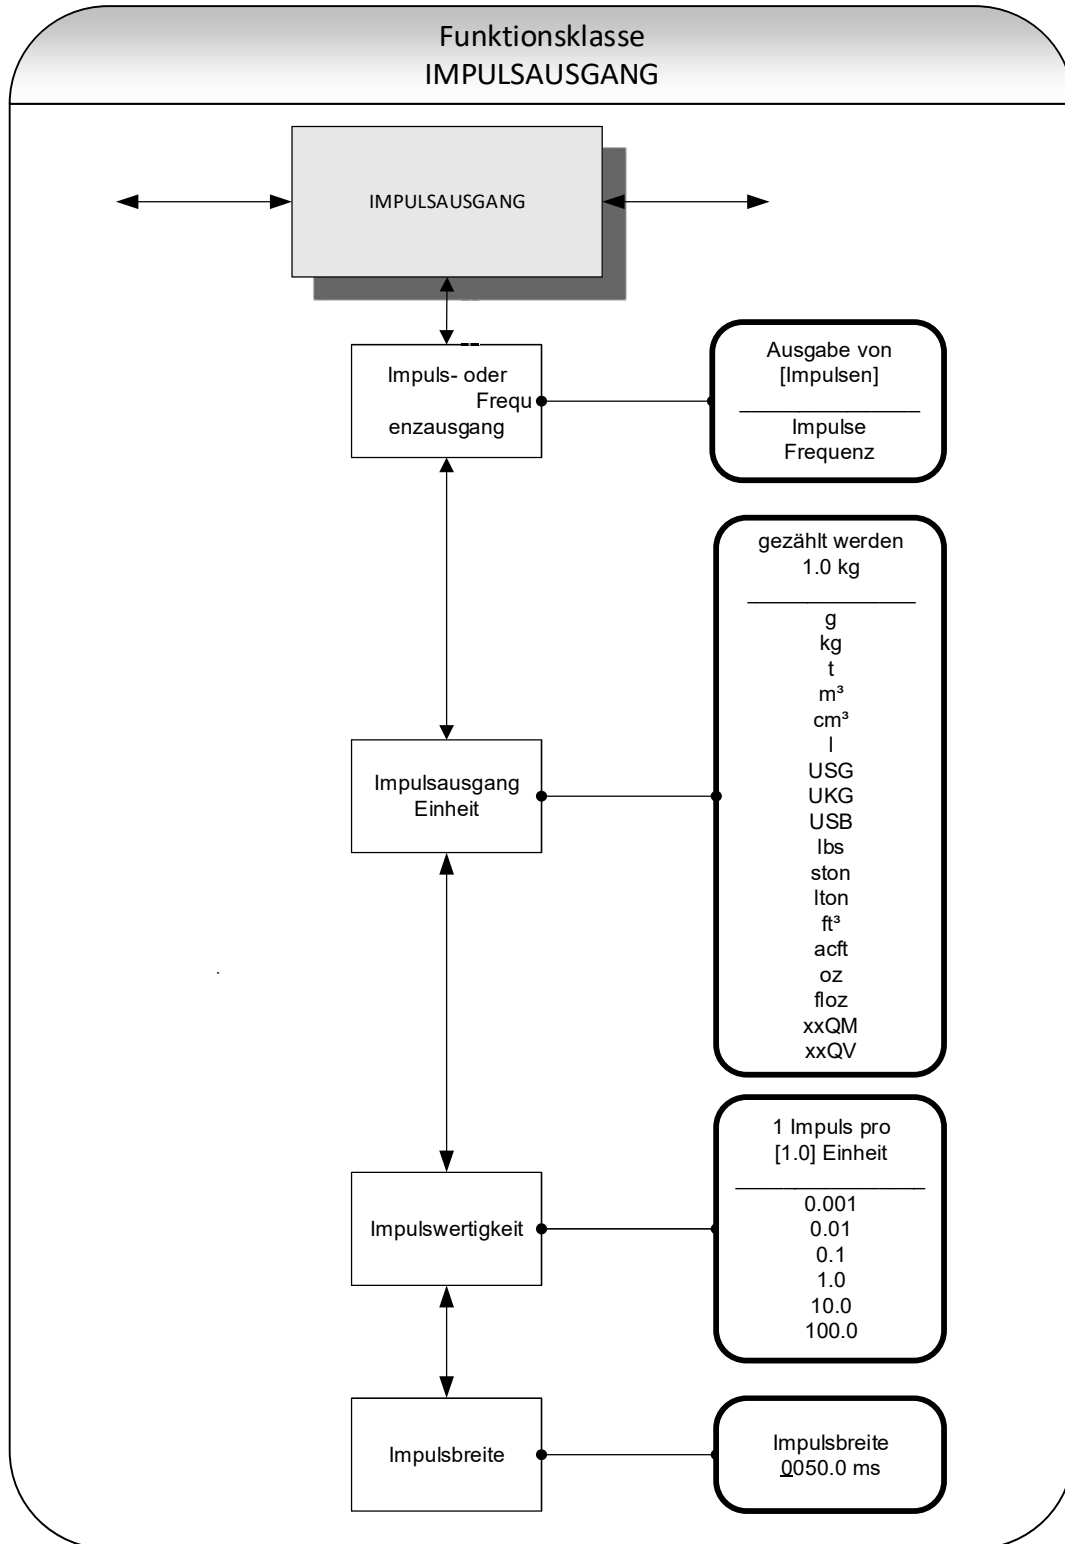 Funktionsklasse
IMPULSAUSGANG
IMPULSAUSGANG
Impuls- oder
Frequ
enzausgang
Ausgabe von
[Impulsen]
Impulse
Frequenz
gezählt werden
1.0 kg
g
kg
t
m³
cm³
l
USG
UKG
USB
lbs
ston
lton
ft³
acft
oz
floz
xxQM
xxQV
Impulsausgang
Einheit
1 Impuls pro
[1.0] Einheit
0.001
0.01
0.1
1.0
10.0
100.0
Impulswertigkeit
Impulsbreite
Impulsbreite
0050.0 ms